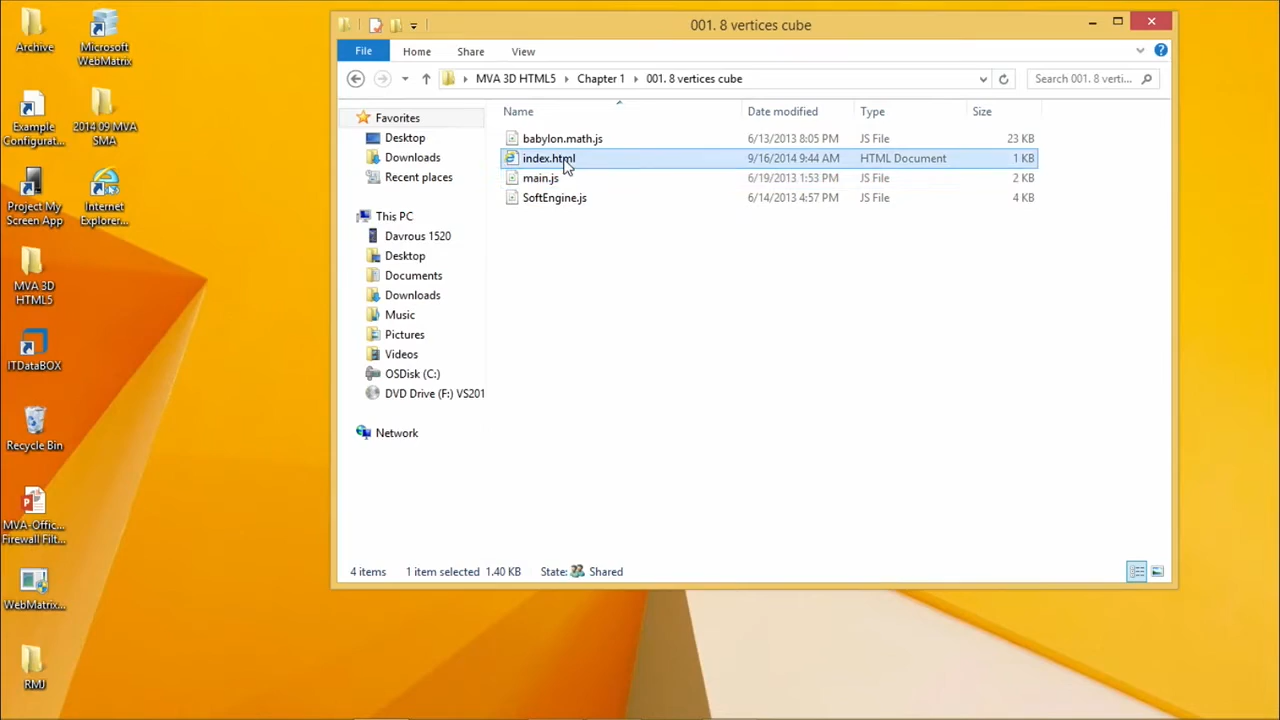 Archive
Microsoft
WebMatrix
Example
Configurat...
2014 09 MVA
SMA
Project My
Screen App
Internet
Explorer...
MVA 3D
HTML5
ITDataBOX
Recycle Bin
MVA-Offic...
Firewall Filt...
WebMatrix...
RMJ
001. 8 vertices cube
File
Home
Share
View
MVA 3D HTML5
Chapter 1
001. 8 vertices cube
Search 001. 8 verti...
Favorites
Desktop
Downloads
Recent places
This PC
Davrous 1520
Desktop
Documents
Downloads
Music
Pictures
Videos
OSDisk (C:)
DVD Drive (F:) VS201
Network
Name Date modified Type Size
babylon.math.js 6/13/2013 8:05 PM JS File 23 KB
index.html 9/16/2014 9:44 AM HTML Document 1 KB
main.js 6/19/2013 1:53 PM JS File 2 KB
SoftEngine.js 6/14/2013 4:57 PM JS File 4 KB
4 items 1 item selected 1.40 KB State: Shared